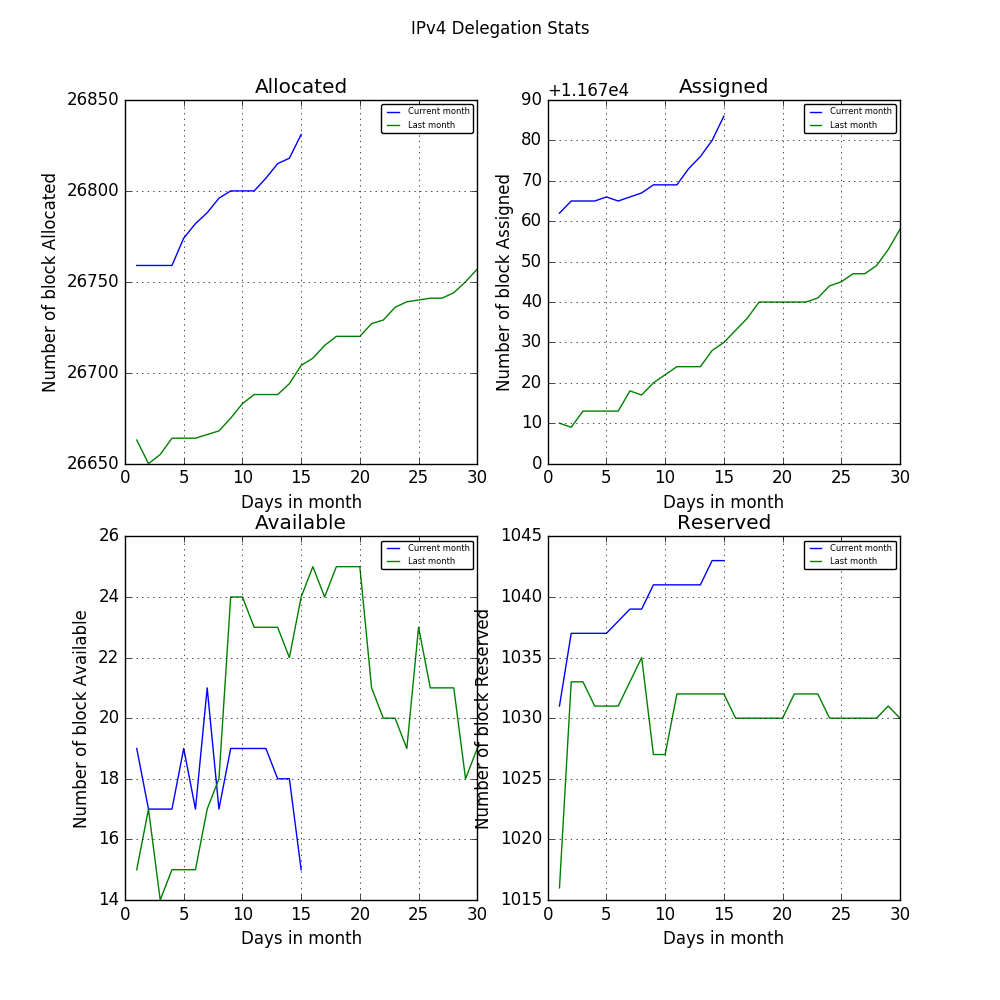 IPv4 Delegation Stats
Allocated
Number of block Allocated
26850
26800
26750
26700
26650
0 5 10 15 20 25 30
Days in month
Current month
Last month
+1.167e4
Assigned
Number of block Assigned
90
80
70
60
50
40
30
20
10
0
0 5 10 15 20 25 30
Days in month
Current month
Last month
Available
Number of block Available
26
24
22
20
18
16
14
0 5 10 15 20 25 30
Days in month
Current month
Last month
Reserved
Number of block Reserved
1045
1040
1035
1030
1025
1020
1015
0 5 10 15 20 25 30
Days in month
Current month
Last month